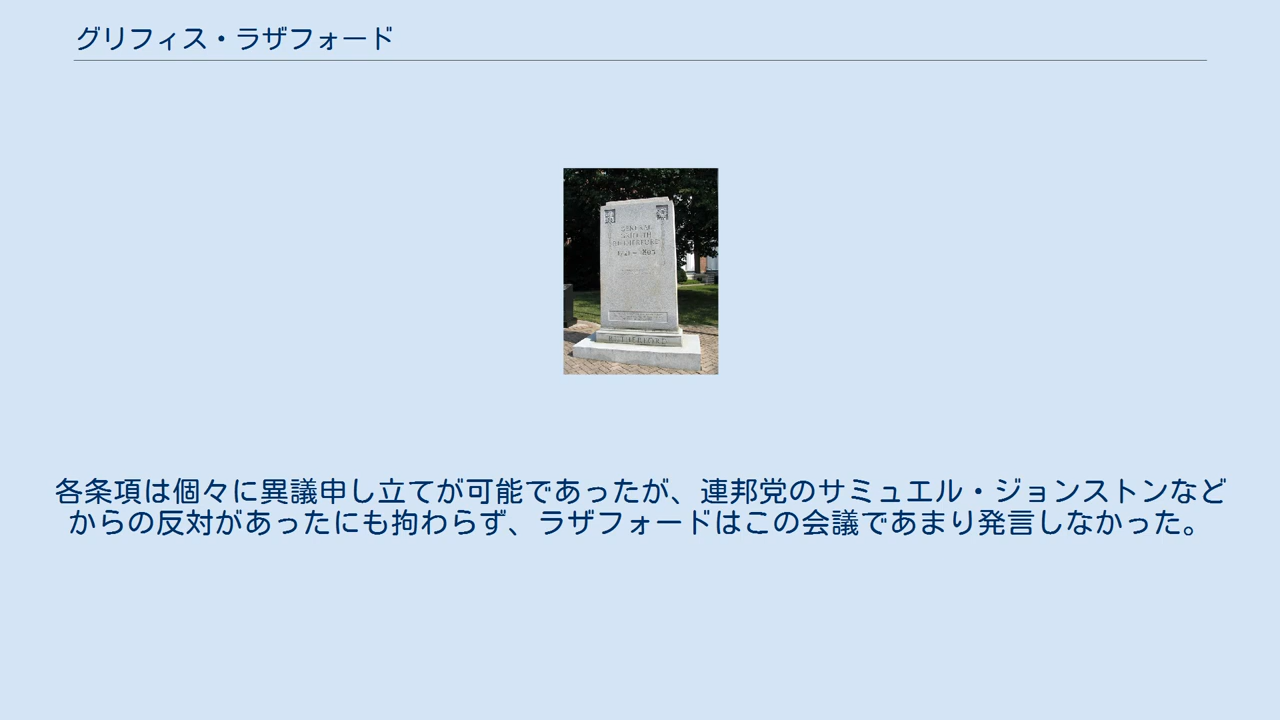 グリフィス・ラザフォード
GENERAL
GRIFFITH
RUTHERFORD
RUTHERFORD
各条項は個々に異議申し立てが可能であったが、連邦党のサミュエル・ジョンストンなど
からの反対があったにも拘わらず、ラザフォードはこの会議であまり発言しなかった。